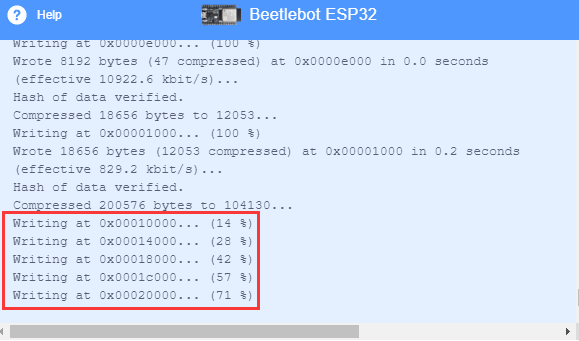 ? Help
Beetlebot ESP32
Writing at 0x0000e000... (100 %)
Wrote 8192 bytes (47 compressed) at 0x0000e000 in 0.0 seconds
(effective 10922.6 kbit/s)...
Hash of data verified.
Compressed 18656 bytes to 12053...
Writing at 0x00001000... (100 %)
Wrote 18656 bytes (12053 compressed) at 0x00001000 in 0.2 seconds
(effective 829.2 kbit/s)...
Hash of data verified.
Compressed 200576 bytes to 104130...
Writing at 0x00010000... (14 %)
Writing at 0x00014000... (28 %)
Writing at 0x00018000... (42 %)
Writing at 0x0001c000... (57 %)
Writing at 0x00020000... (71 %)